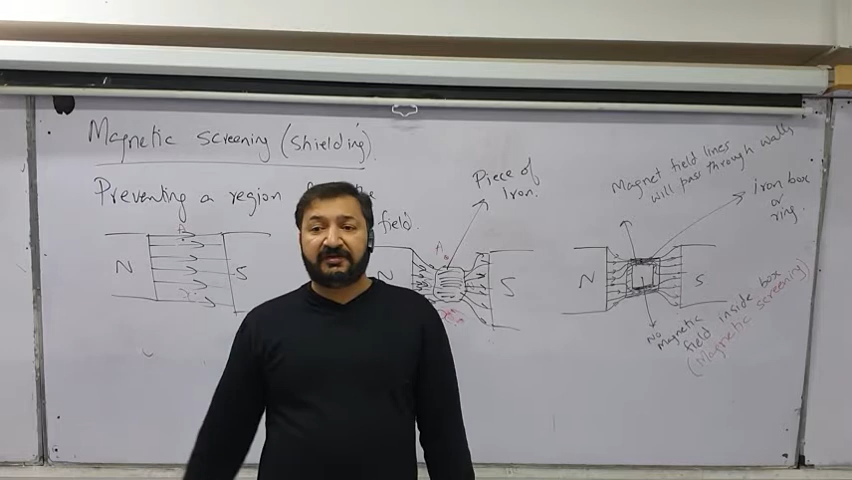 Magnetic screening (Shielding).
Preventing a region
field.
Piece of
Iron.
Magnet field lines
will pass through walls
iron box
or
ring.
N S
A
N S
N S
No
Magnetic
field inside box
(Magnetic screening)